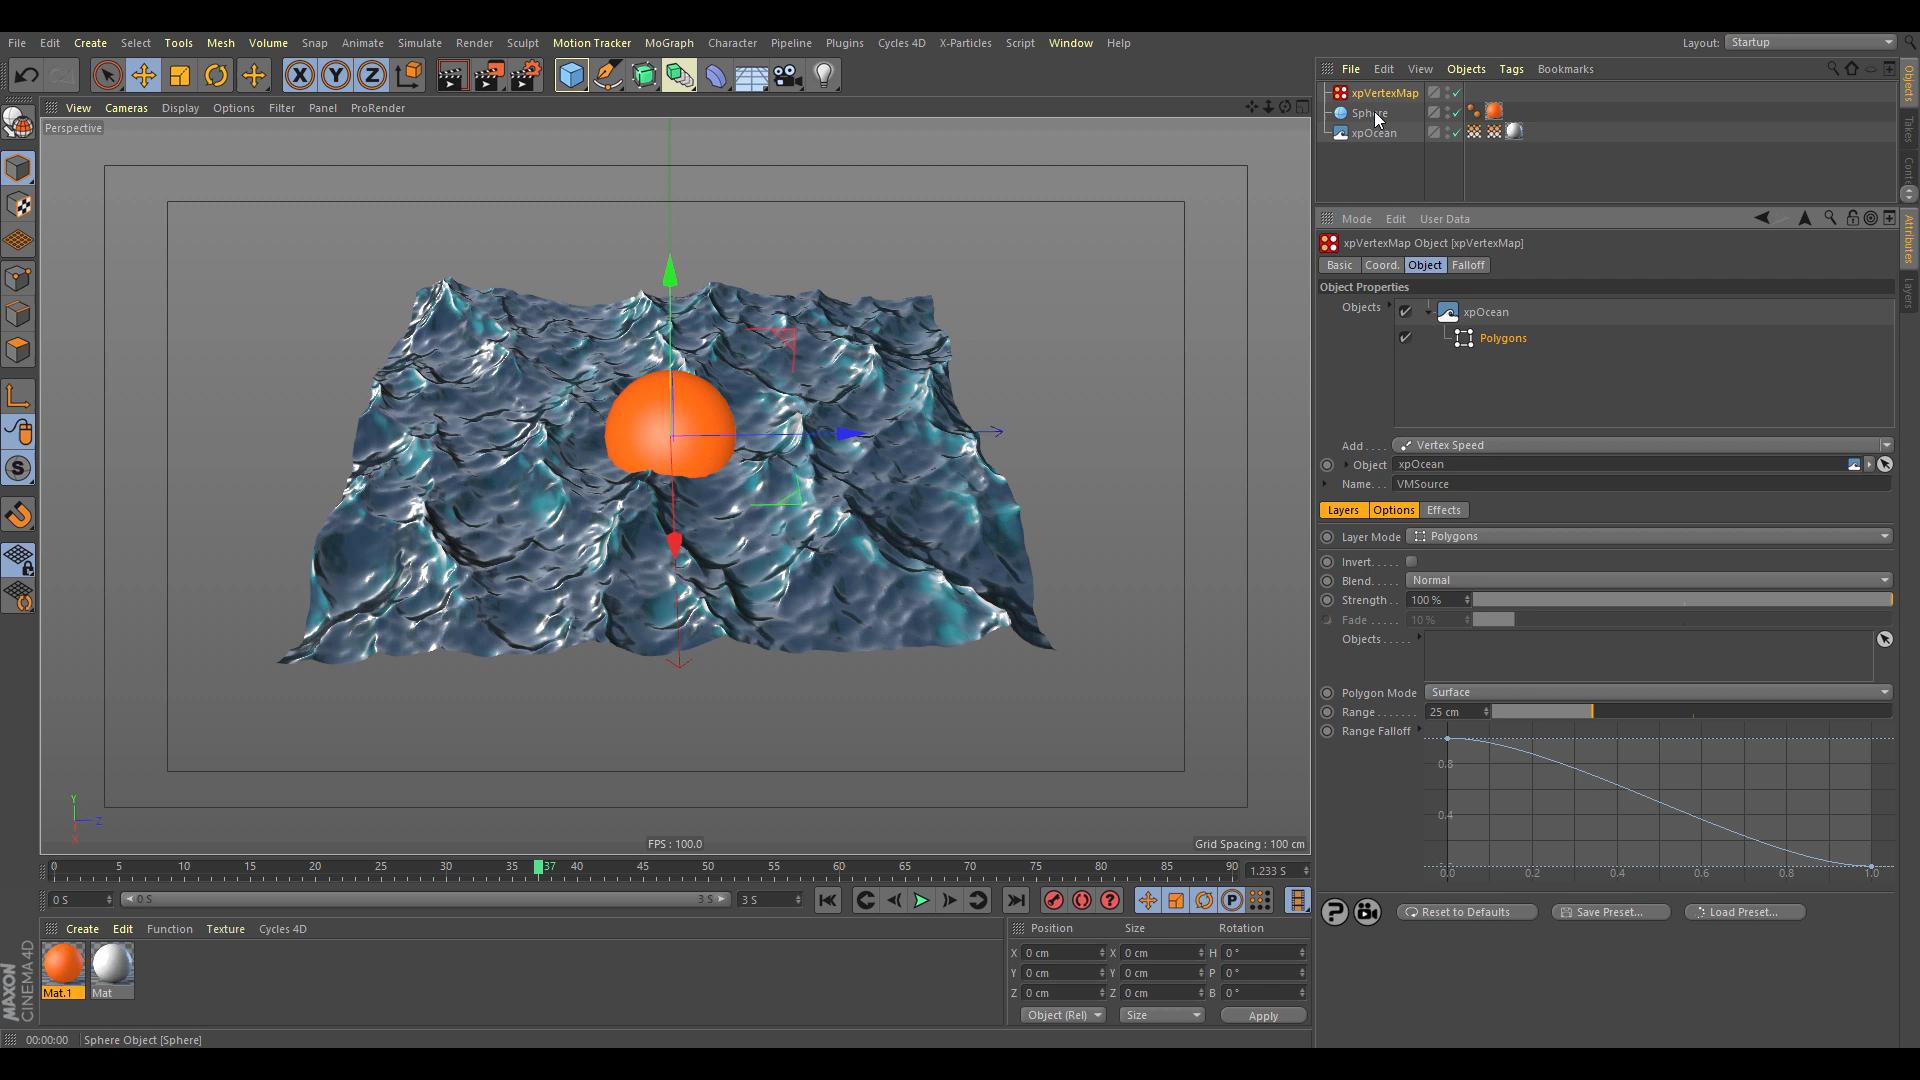 File Edit Create Select Tools Mesh Volume Snap Animate Simulate Render Sculpt Motion Tracker MoGraph Character Pipeline Plugins Cycles 4D X-Particles Script Window Help Layout: Startup
View Cameras Display Options Filter Panel ProRender
Perspective
File Edit View Objects Tags Bookmarks
xpVertexMap
Sphere
xpOcean
Objects
Takes
Attributes
Layers
Mode Edit User Data
xpVertexMap Object [xpVertexMap]
Basic Coord. Object Falloff
Object Properties
Objects xpOcean
Polygons
Add . . . . Vertex Speed
Object xpOcean
Name. . . VMSource
Layers Options Effects
Layer Mode Polygons
Invert. . . . .
Blend. . . . . Normal
Strength . . 100 %
Fade . . . . . 10 %
Objects . . . . .
Polygon Mode Surface
Range . . . . . . . 25 cm
Range Falloff
0.8
0.4
0.0 0.2 0.4 0.6 0.8 1.0
Reset to Defaults Save Preset... Load Preset...
FPS : 100.0 Grid Spacing : 100 cm
Y
Z
X
0 5 10 15 20 25 30 35 37 40 45 50 55 60 65 70 75 80 85 90 1.233 S
0 S 0 S 3 S 3 S
Create Edit Function Texture Cycles 4D
Mat.1 Mat
Position Size Rotation
X 0 cm X 0 cm H 0 °
Y 0 cm Y 0 cm P 0 °
Z 0 cm Z 0 cm B 0 °
Object (Rel) Size Apply
MAXON
CINEMA 4D
00:00:00 Sphere Object [Sphere]